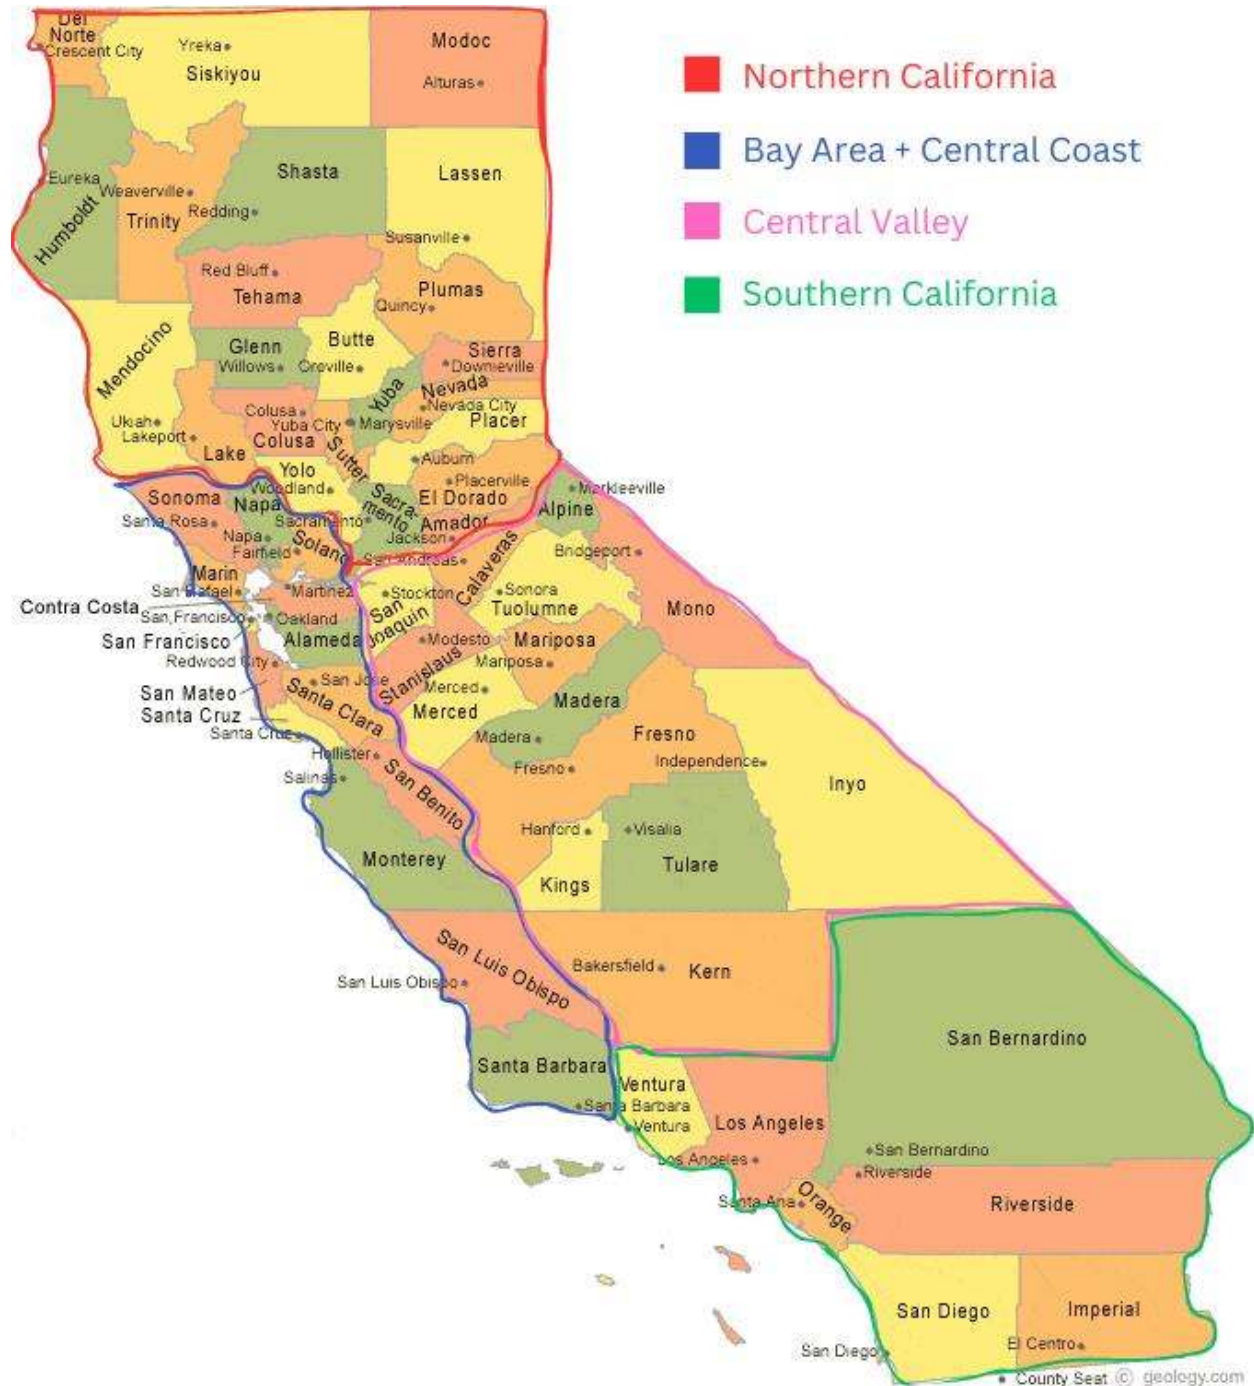 Del
Norte
Crescent City
Yreka
Siskiyou
Modoc
Alturas
Northern California
Bay Area + Central Coast
Central Valley
Southern California
Eureka
Humboldt
Weaverville
Trinity
Shasta
Redding
Lassen
Susanville
Red Bluff
Tehama
Plumas
Quincy
Mendocino
Glenn
Willows
Butte
Oroville
Sierra
Downieville
Yuba
Nevada
Nevada City
Ukiah
Lakeport
Lake
Colusa
Yuba City
Colusa
Marysville
Sutter
Placer
Auburn
Yolo
Woodland
Placerville
El Dorado
Sacra-
mento
Sacramento
Amador
Jackson
Markleeville
Alpine
Sonoma
Santa Rosa
Napa
Napa
Fairfield
Solano
San Andreas
Calaveras
Bridgeport
Marin
San Rafael
Martinez
Contra Costa
Stockton
San
Joaquin
Sonora
Tuolumne
Mono
San Francisco
Oakland
San Francisco
Alameda
Modesto
Stanislaus
Mariposa
Mariposa
Redwood City
San Mateo
San Jose
Santa Clara
Merced
Merced
Madera
Madera
Santa Cruz
Santa Cruz
Fresno
Fresno
Independence
Inyo
Hollister
San Benito
Salinas
Monterey
Hanford
Kings
Visalia
Tulare
San Luis Obispo
San Luis Obispo
Bakersfield
Kern
San Bernardino
Santa Barbara
Santa Barbara
Ventura
Ventura
Los Angeles
Los Angeles
San Bernardino
Riverside
Riverside
Santa Ana
Orange
San Diego
San Diego
Imperial
El Centro
• County Seat © geology.com